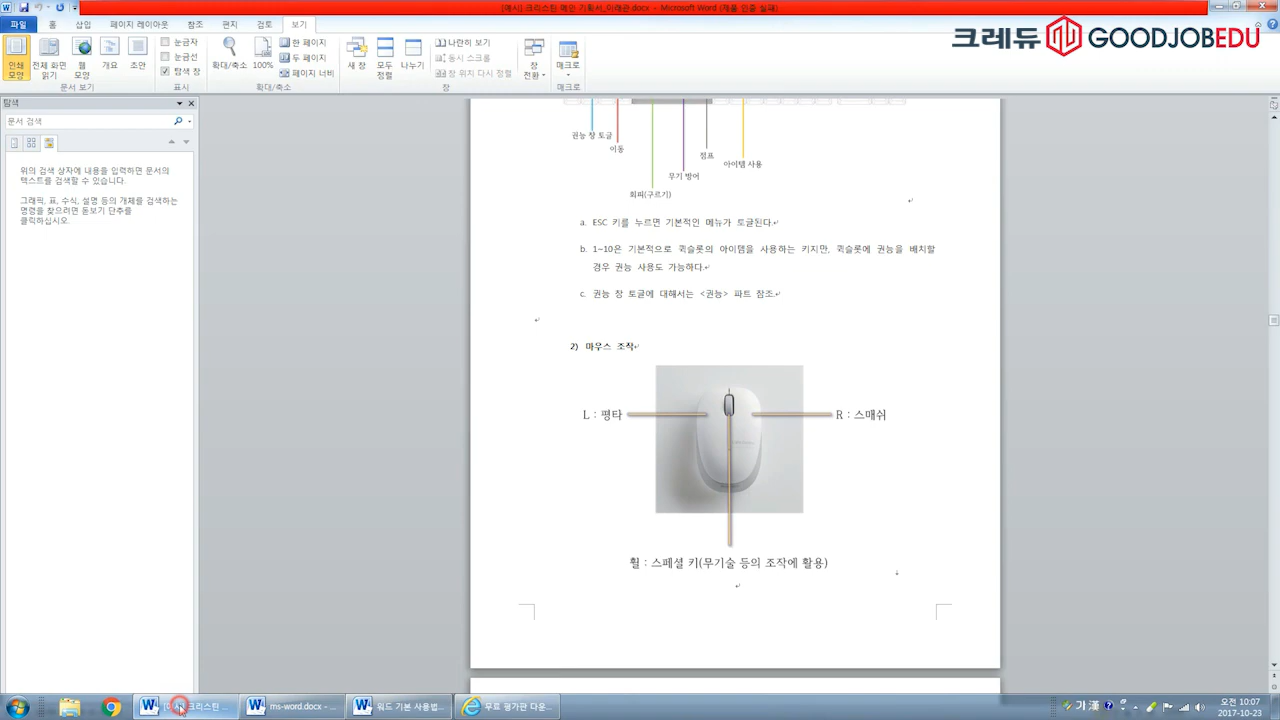 [예시] 크리스틴 메인 기획서_이래관.docx - Microsoft Word (제품 인증 실패)
파일 홈 삽입 페이지 레이아웃 참조 편지 검토 보기
크레듀 GOODJOBEDU
인쇄 모양
전체 화면 읽기
웹 모양
개요
초안
문서 보기
눈금자
눈금선
탐색 창
표시
확대/축소
100%
한 페이지
두 페이지
페이지 너비
확대/축소
새 창
모두 정렬
나누기
나란히 보기
동시 스크롤
창 위치 다시 정렬
창 전환
창
매크로
매크로
탐색
문서 검색
위의 검색 상자에 내용을 입력하면 문서의
텍스트를 검색할 수 있습니다.
그래픽, 표, 수식, 설명 등의 개체를 검색하는
명령을 찾으려면 돋보기 단추를
클릭하십시오.
권능 창 토글
이동
점프
아이템 사용
무기 방어
회피(구르기)
a. ESC 키를 누르면 기본적인 메뉴가 토글된다.
b. 1~10은 기본적으로 퀵슬롯의 아이템을 사용하는 키지만, 퀵슬롯에 권능을 배치할
경우 권능 사용도 가능하다.
c. 권능 창 토글에 대해서는 <권능> 파트 참조.
2) 마우스 조작
L : 평타
R : 스매쉬
휠 : 스페셜 키(무기술 등의 조작에 활용)
[예시] 크리스틴 ...
ms-word.docx - ...
워드 기본 사용법...
무료 평가판 다운...
가 漢
오전 10:07
2017-10-23